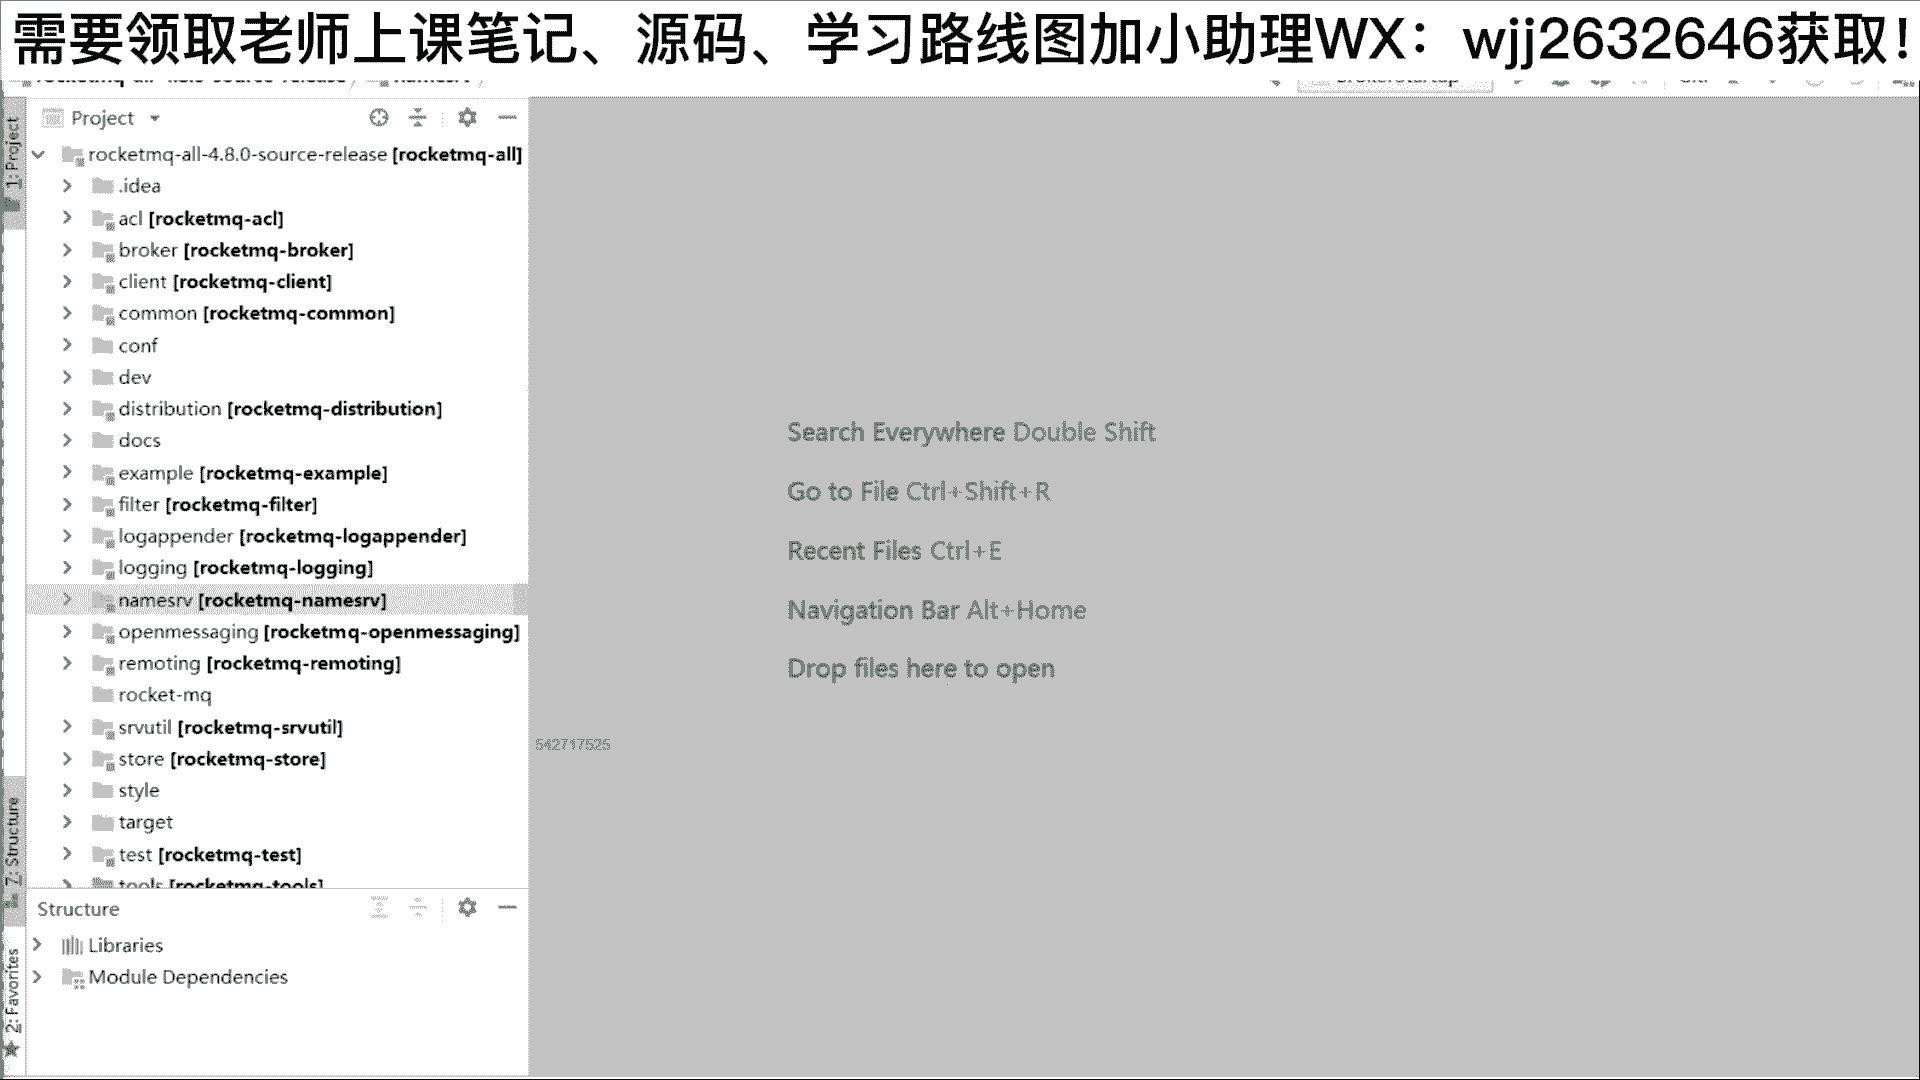 需要领取老师上课笔记、源码、学习路线图加小助理WX：wjj2632646获取！
1: Project
Project
rocketmq-all-4.8.0-source-release [rocketmq-all]
.idea
acl [rocketmq-acl]
broker [rocketmq-broker]
client [rocketmq-client]
common [rocketmq-common]
conf
dev
distribution [rocketmq-distribution]
docs
example [rocketmq-example]
filter [rocketmq-filter]
logappender [rocketmq-logappender]
logging [rocketmq-logging]
namesrv [rocketmq-namesrv]
openmessaging [rocketmq-openmessaging]
remoting [rocketmq-remoting]
rocket-mq
srvutil [rocketmq-srvutil]
store [rocketmq-store]
style
target
test [rocketmq-test]
tools [rocketmq-tools]
Search Everywhere Double Shift
Go to File Ctrl+Shift+R
Recent Files Ctrl+E
Navigation Bar Alt+Home
Drop files here to open
542717525
7: Structure
Structure
Libraries
Module Dependencies
2: Favorites